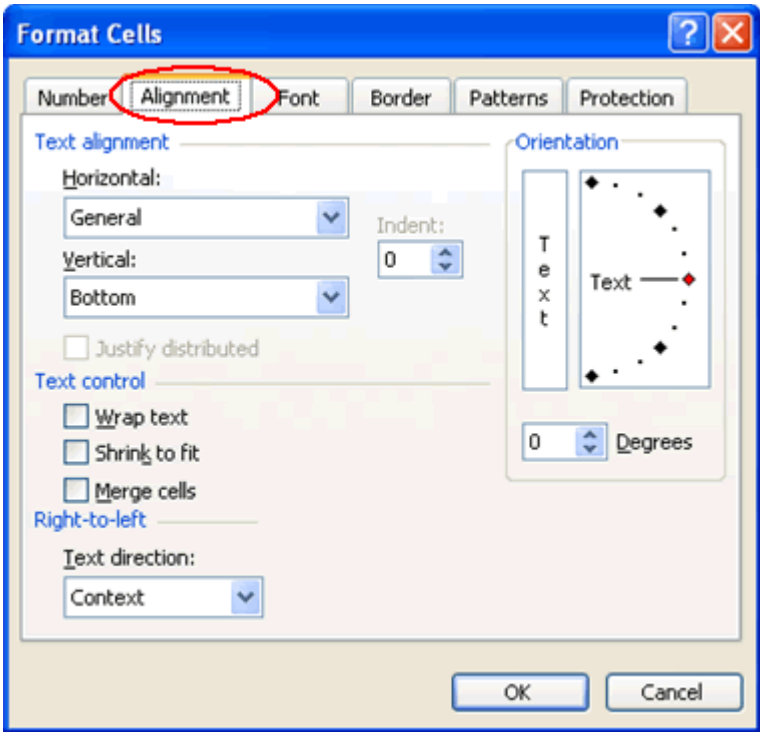 Format Cells
Number Alignment Font Border Patterns Protection
Text alignment
Horizontal:
General
Indent:
0
Vertical:
Bottom
Justify distributed
Text control
Wrap text
Shrink to fit
Merge cells
Right-to-left
Text direction:
Context
Orientation
Text
Text
0 Degrees
OK Cancel